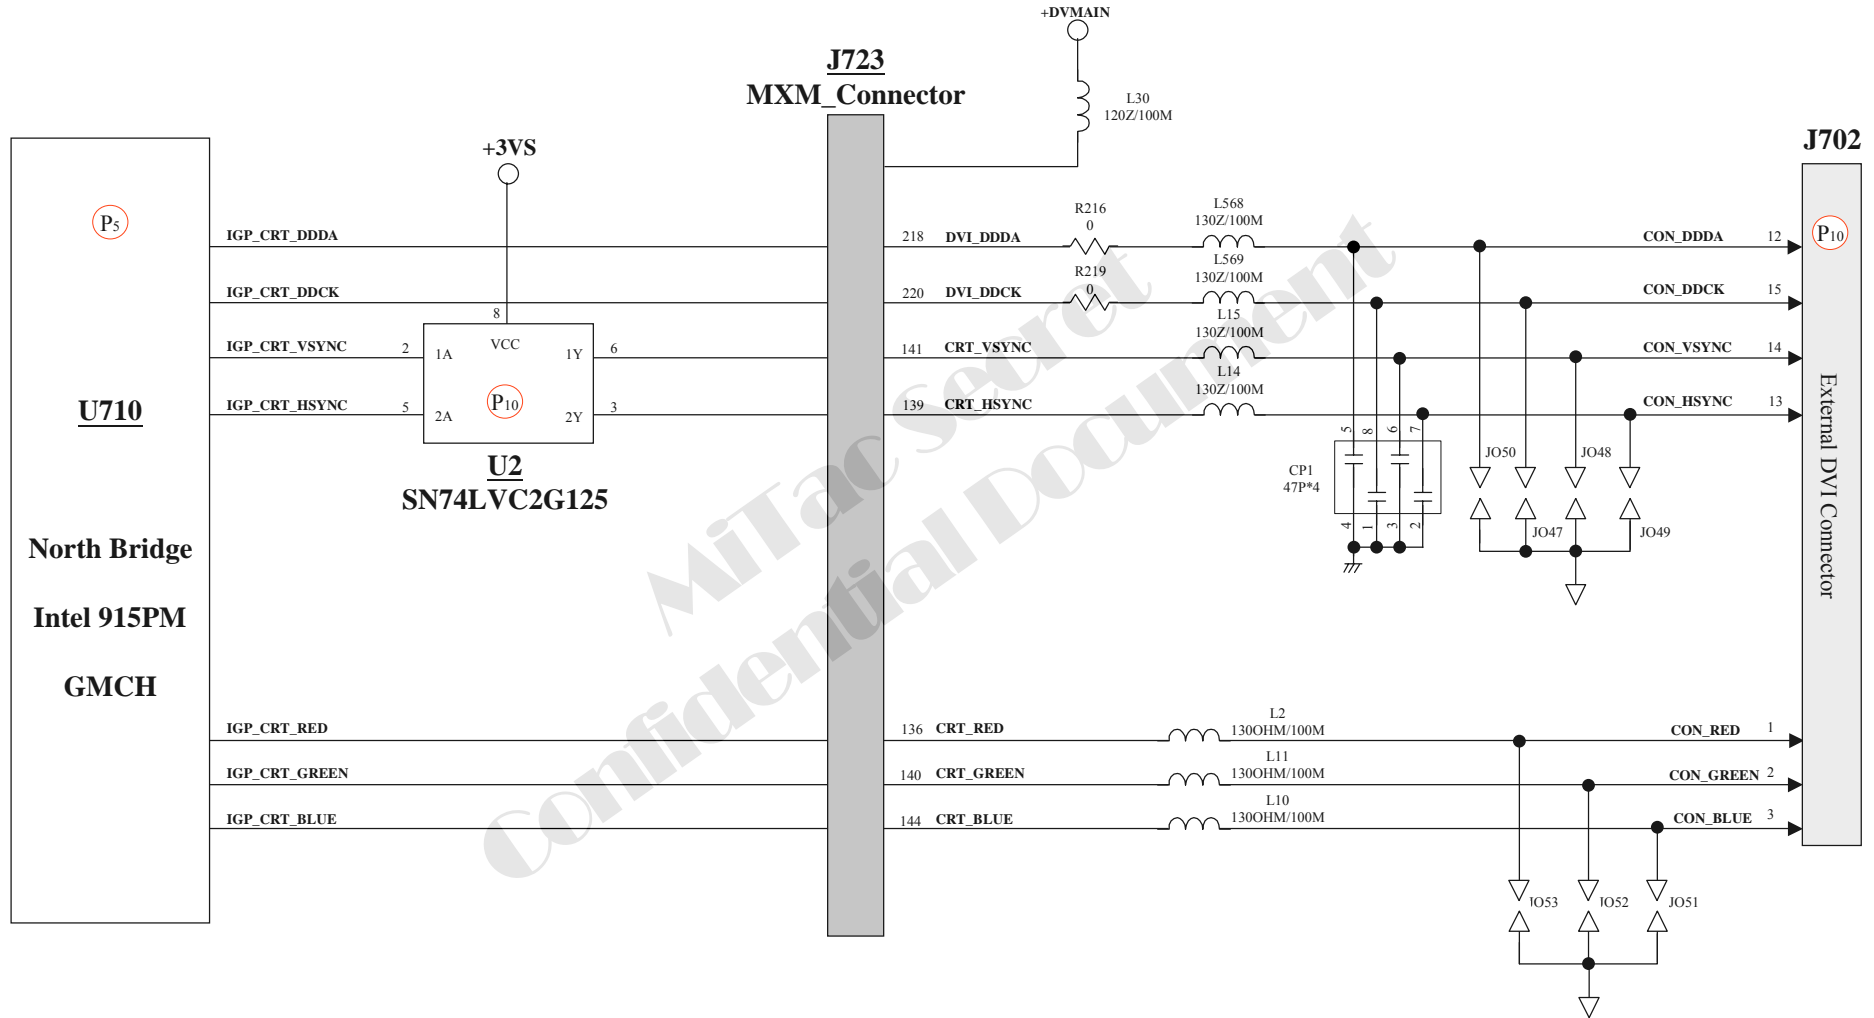 +DVMAIN
J723
MXM_Connector
L30
120Z/100M
J702
+3VS
P5
P10
R216
0
L568
130Z/100M
IGP_CRT_DDDA
218
DVI_DDDA
CON_DDDA
12
R219
0
L569
130Z/100M
IGP_CRT_DDCK
220
DVI_DDCK
CON_DDCK
15
8
VCC
L15
130Z/100M
IGP_CRT_VSYNC
2
1A
1Y
6
141
CRT_VSYNC
CON_VSYNC
14
L14
130Z/100M
U710
IGP_CRT_HSYNC
5
2A
P10
2Y
3
139
CRT_HSYNC
CON_HSYNC
13
External DVI Connector
5
8
6
7
U2
SN74LVC2G125
CP1
47P*4
JO50
JO48
4
1
3
2
JO47
JO49
North Bridge
Intel 915PM
GMCH
MiTac Secret
Confidential Document
IGP_CRT_RED
136
CRT_RED
L2
130OHM/100M
CON_RED
1
IGP_CRT_GREEN
140
CRT_GREEN
L11
130OHM/100M
CON_GREEN
2
IGP_CRT_BLUE
144
CRT_BLUE
L10
130OHM/100M
CON_BLUE
3
JO53
JO52
JO51